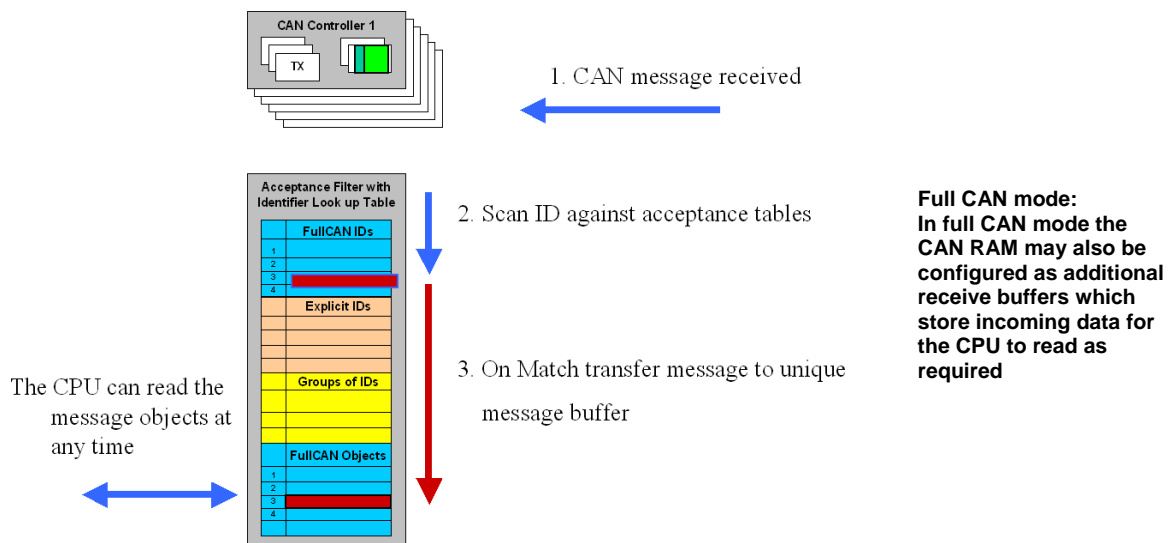 CAN Controller 1
TX
1. CAN message received
Acceptance Filter with
Identifier Look up Table
FullCAN IDs
1
2
3
4
Explicit IDs
Groups of IDs
FullCAN Objects
1
2
3
4
2. Scan ID against acceptance tables
3. On Match transfer message to unique
message buffer
The CPU can read the
message objects at
any time
Full CAN mode:
In full CAN mode the
CAN RAM may also be
configured as additional
receive buffers which
store incoming data for
the CPU to read as
required